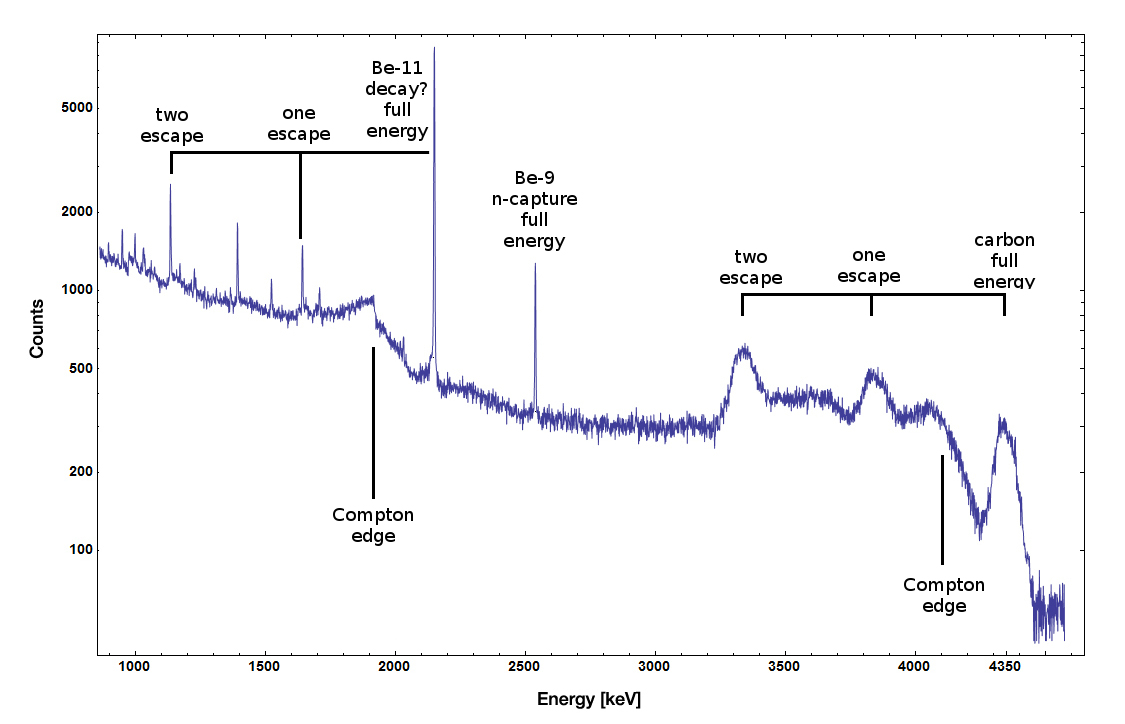 Be-11
decay?
full
energy
two
escape
one
escape
Be-9
n-capture
full
energy
two
escape
one
escape
carbon
full
energy
Compton
edge
Compton
edge
5000
2000
1000
500
200
100
Counts
1000 1500 2000 2500 3000 3500 4000 4350
Energy [keV]